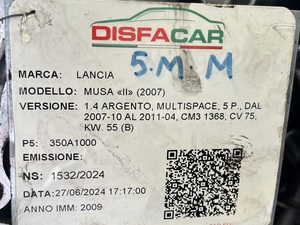 DISFACAR
5.M.M
MARCA: LANCIA
MODELLO: MUSA «II» (2007)
VERSIONE: 1.4 ARGENTO, MULTISPACE, 5 P., DAL
2007-10 AL 2011-04, CM3 1368, CV 75,
KW. 55 (B)
P5: 350A1000
EMISSIONE:
NS: 1532/2024
DATA: 27/06/2024 17:17:00
ANNO IMM: 2009